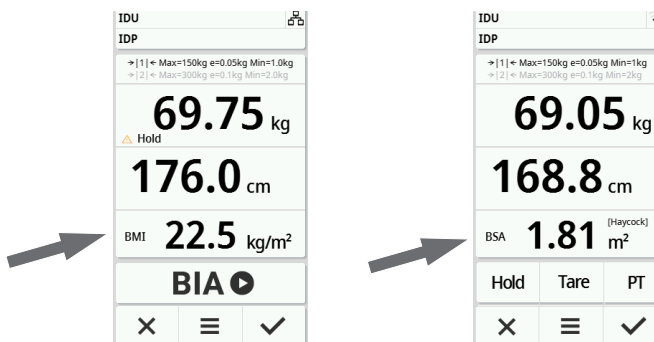 IDU
IDP
→|1|← Max=150kg e=0.05kg Min=1.0kg
→|2|← Max=300kg e=0.1kg Min=2.0kg
69.75 kg
Hold
176.0 cm
BMI 22.5 kg/m²
BIA
IDU
IDP
→|1|← Max=150kg e=0.05kg Min=1kg
→|2|← Max=300kg e=0.1kg Min=2kg
69.05 kg
168.8 cm
BSA 1.81 [Haycock] m²
Hold Tare PT